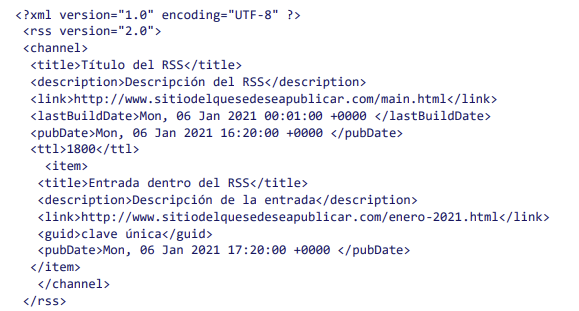 <?xml version="1.0" encoding="UTF-8" ?>
<rss version="2.0">
<channel>
<title>Título del RSS</title>
<description>Descripción del RSS</description>
<link>http://www.sitiodelquesedeseapublicar.com/main.html</link>
<lastBuildDate>Mon, 06 Jan 2021 00:01:00 +0000 </lastBuildDate>
<pubDate>Mon, 06 Jan 2021 16:20:00 +0000 </pubDate>
<ttl>1800</ttl>
<item>
<title>Entrada dentro del RSS</title>
<description>Descripción de la entrada</description>
<link>http://www.sitiodelquesedeseapublicar.com/enero-2021.html</link>
<guid>clave única</guid>
<pubDate>Mon, 06 Jan 2021 17:20:00 +0000 </pubDate>
</item>
</channel>
</rss>